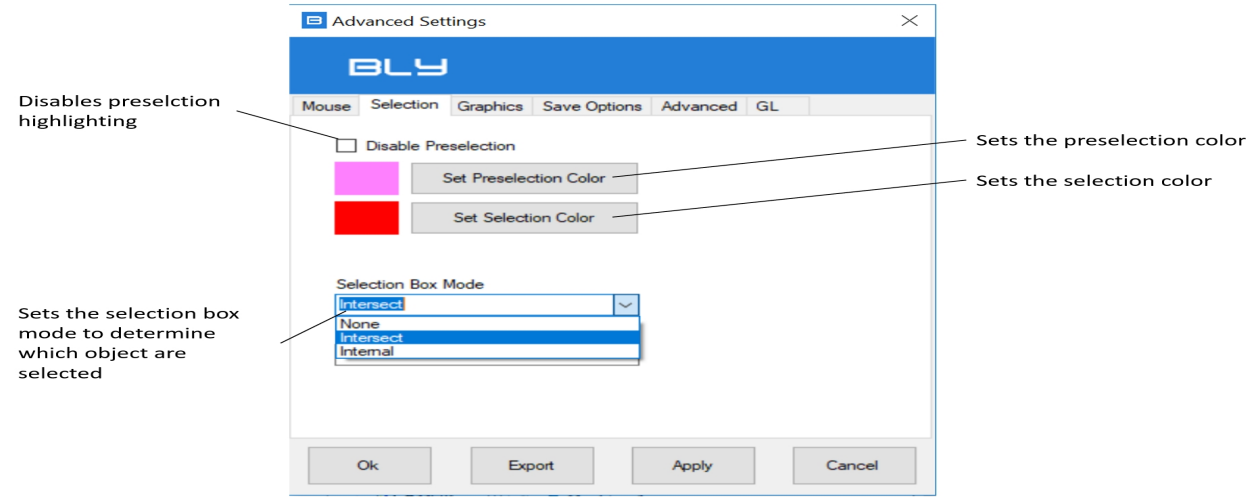 Advanced Settings
BLY
Mouse Selection Graphics Save Options Advanced GL
Disables preselction
highlighting
Disable Preselection
Set Preselection Color
Sets the preselection color
Set Selection Color
Sets the selection color
Selection Box Mode
Intersect
None
Intersect
Internal
Sets the selection box
mode to determine
which object are
selected
Ok Export Apply Cancel